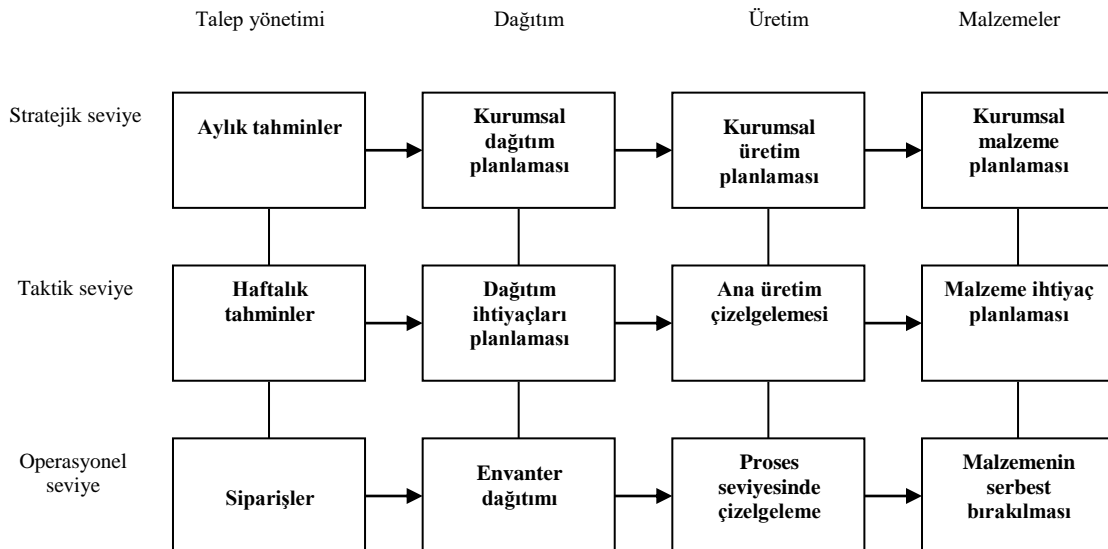 Talep yönetimi
Dağıtım
Üretim
Malzemeler
Stratejik seviye
Aylık tahminler
Kurumsal
dağıtım
planlaması
Kurumsal
üretim
planlaması
Kurumsal
malzeme
planlaması
Taktik seviye
Haftalık
tahminler
Dağıtım
ihtiyaçları
planlaması
Ana üretim
çizelgelemesi
Malzeme ihtiyaç
planlaması
Operasyonel
seviye
Siparişler
Envanter
dağıtımı
Proses
seviyesinde
çizelgeleme
Malzemenin
serbest
bırakılması